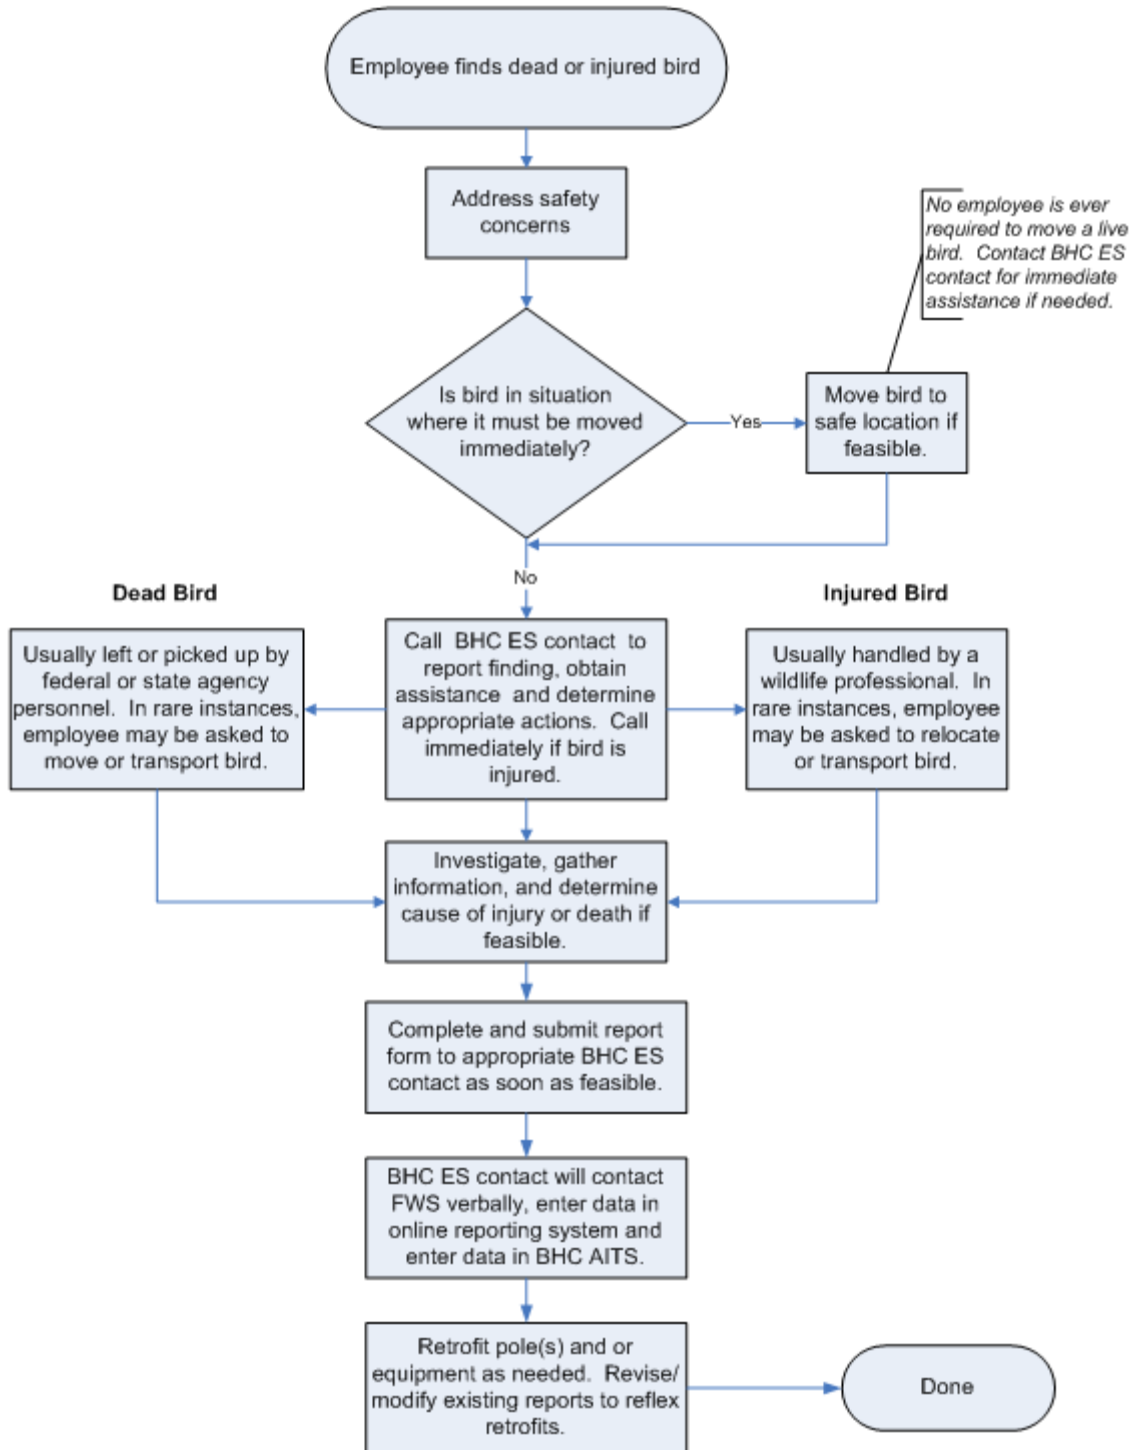 Employee finds dead or injured bird
Address safety
concerns
No employee is ever
required to move a live
bird.  Contact BHC ES
contact for immediate
assistance if needed.
Is bird in situation
where it must be moved
immediately?
Yes
Move bird to
safe location if
feasible.
No
Dead Bird
Injured Bird
Usually left or picked up by
federal or state agency
personnel.  In rare instances,
employee may be asked to
move or transport bird.
Call  BHC ES contact  to
report finding, obtain
assistance  and determine
appropriate actions.  Call
immediately if bird is
injured.
Usually handled by a
wildlife professional.  In
rare instances, employee
may be asked to relocate
or transport bird.
Investigate, gather
information, and determine
cause of injury or death if
feasible.
Complete and submit report
form to appropriate BHC ES
contact as soon as feasible.
BHC ES contact will contact
FWS verbally, enter data in
online reporting system and
enter data in BHC AITS.
Retrofit pole(s) and or
equipment as needed.  Revise/
modify existing reports to reflex
retrofits.
Done